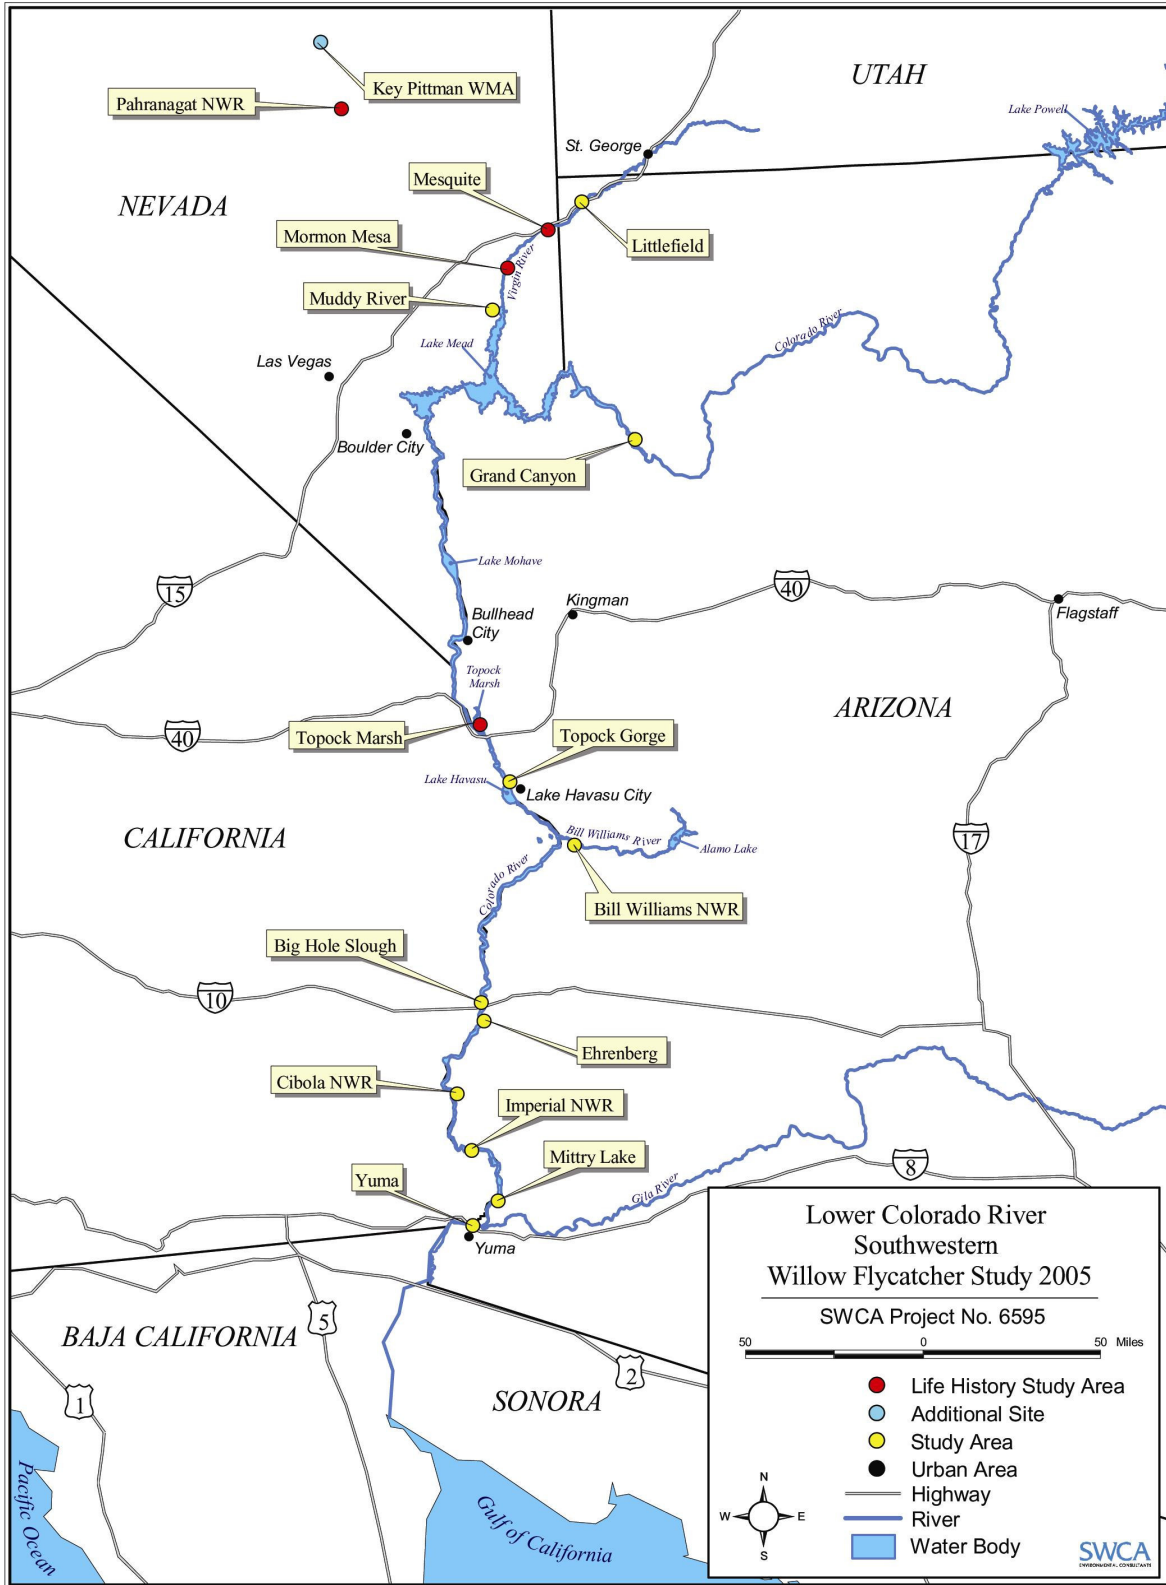 UTAH
Key Pittman WMA
Pahranagat NWR
Lake Powell
St. George
Mesquite
NEVADA
Mormon Mesa
Littlefield
Virgin River
Muddy River
Lake Mead
Colorado River
Las Vegas
Boulder City
Grand Canyon
Lake Mohave
15
40
Kingman
Flagstaff
Bullhead
City
Topock
Marsh
ARIZONA
40
Topock Marsh
Topock Gorge
Lake Havasu
Lake Havasu City
CALIFORNIA
Bill Williams River
Alamo Lake
17
Colorado River
Bill Williams NWR
Big Hole Slough
10
Ehrenberg
Cibola NWR
Imperial NWR
Mittry Lake
8
Yuma
Gila River
Yuma
5
BAJA CALIFORNIA
2
1
SONORA
Pacific Ocean
Gulf of California
Lower Colorado River
Southwestern
Willow Flycatcher Study 2005
SWCA Project No. 6595
50 0 50 Miles
Life History Study Area
Additional Site
Study Area
Urban Area
Highway
River
Water Body
N
W E
S
SWCA
ENVIRONMENTAL CONSULTANTS